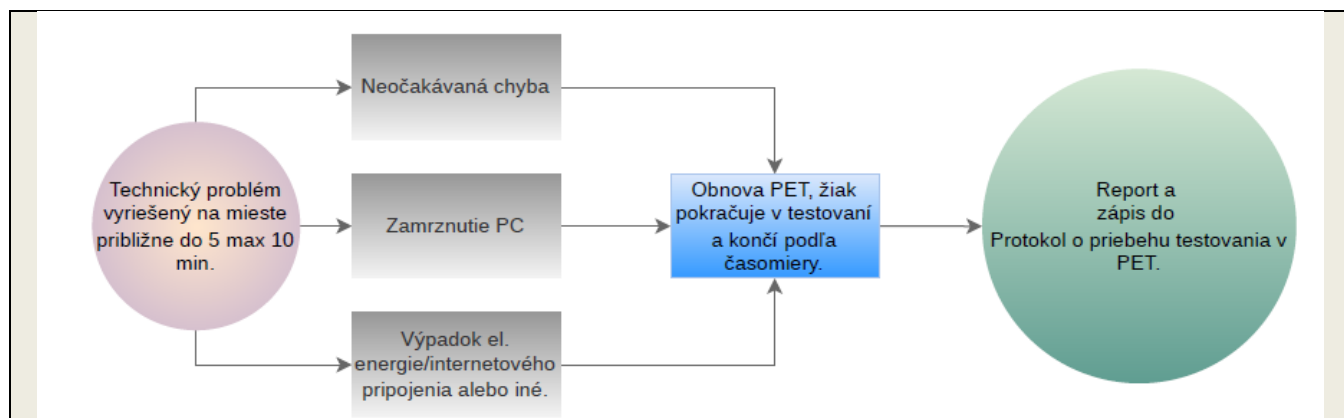 Neočakávaná chyba
Technický problém
vyriešený na mieste
približne do 5 max 10
min.
Zamrznutie PC
Výpadok el.
energie/internetového
pripojenia alebo iné.
Obnova PET, žiak
pokračuje v testovaní
a končí podľa
časomiery.
Report a
zápis do
Protokol o priebehu testovania v
PET.